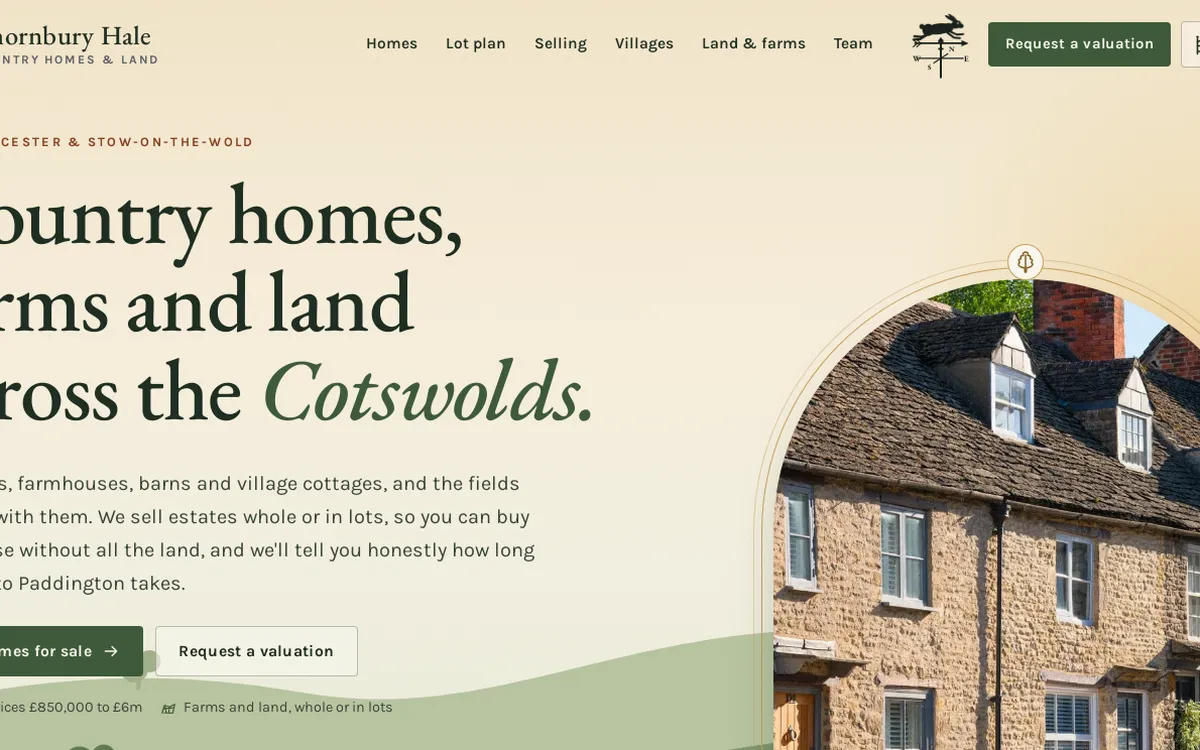 ornbury Hale
NTRY HOMES & LAND
Homes
Lot plan
Selling
Villages
Land & farms
Team
N
W E
S
Request a valuation
CESTER & STOW-ON-THE-WOLD
ountry homes,
rms and land
ross the Cotswolds.
s, farmhouses, barns and village cottages, and the fields
with them. We sell estates whole or in lots, so you can buy
se without all the land, and we'll tell you honestly how long
to Paddington takes.
mes for sale →
Request a valuation
ices £850,000 to £6m
Farms and land, whole or in lots